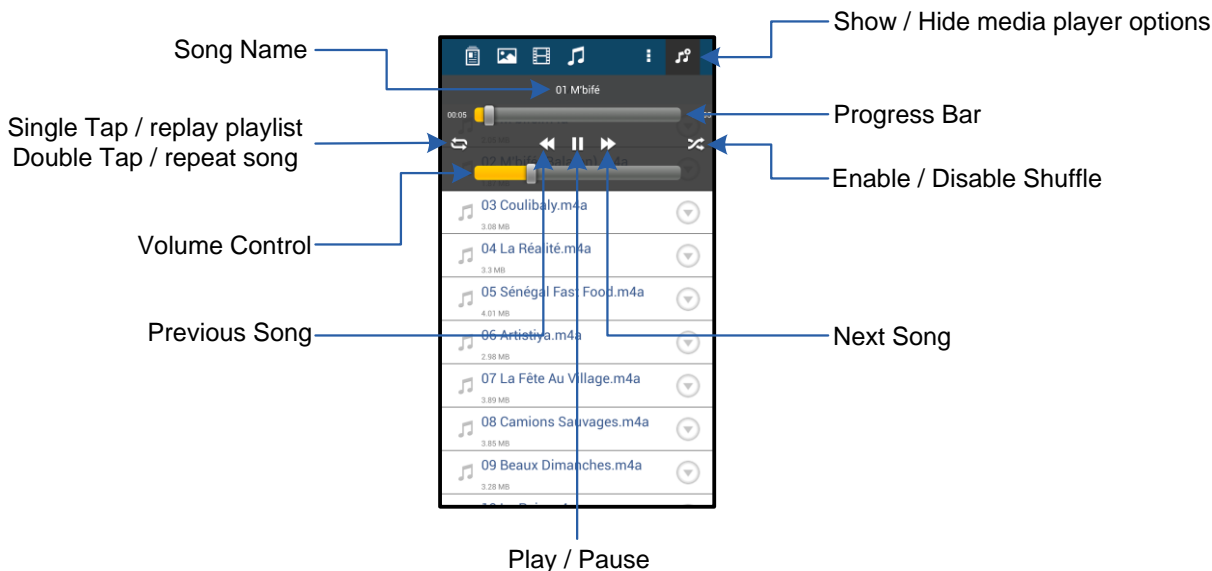 Show / Hide media player options
Song Name
01 M'bifé
00:05
Progress Bar
Single Tap / replay playlist
Double Tap / repeat song
Enable / Disable Shuffle
Volume Control
03 Coulibaly.m4a
3.08 MB
04 La Réalité.m4a
3.3 MB
05 Sénégal Fast Food.m4a
4.01 MB
Previous Song
Next Song
06 Artistiya.m4a
2.98 MB
07 La Fête Au Village.m4a
3.89 MB
08 Camions Sauvages.m4a
3.85 MB
09 Beaux Dimanches.m4a
3.28 MB
Play / Pause